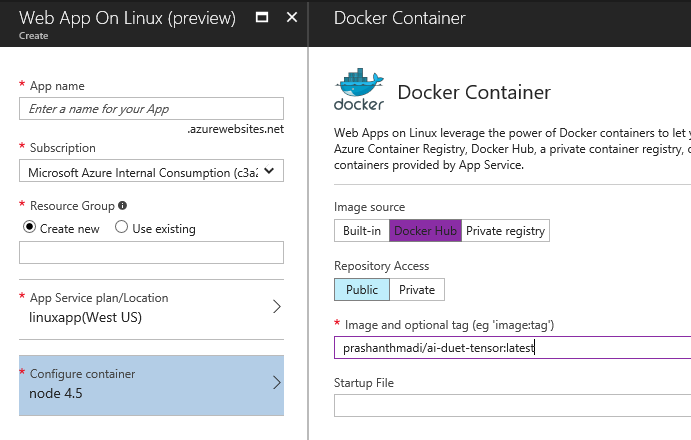 Web App On Linux (preview)
Create
* App name
Enter a name for your App
.azurewebsites.net
* Subscription
Microsoft Azure Internal Consumption (c3a2
* Resource Group
Create new
Use existing
* App Service plan/Location
linuxapp(West US)
* Configure container
node 4.5
Docker Container
docker
Docker Container
Web Apps on Linux leverage the power of Docker containers to let y
Azure Container Registry, Docker Hub, a private container registry, o
containers provided by App Service.
Image source
Built-in Docker Hub Private registry
Repository Access
Public Private
* Image and optional tag (eg 'image:tag')
prashanthmadi/ai-duet-tensor:latest
Startup File